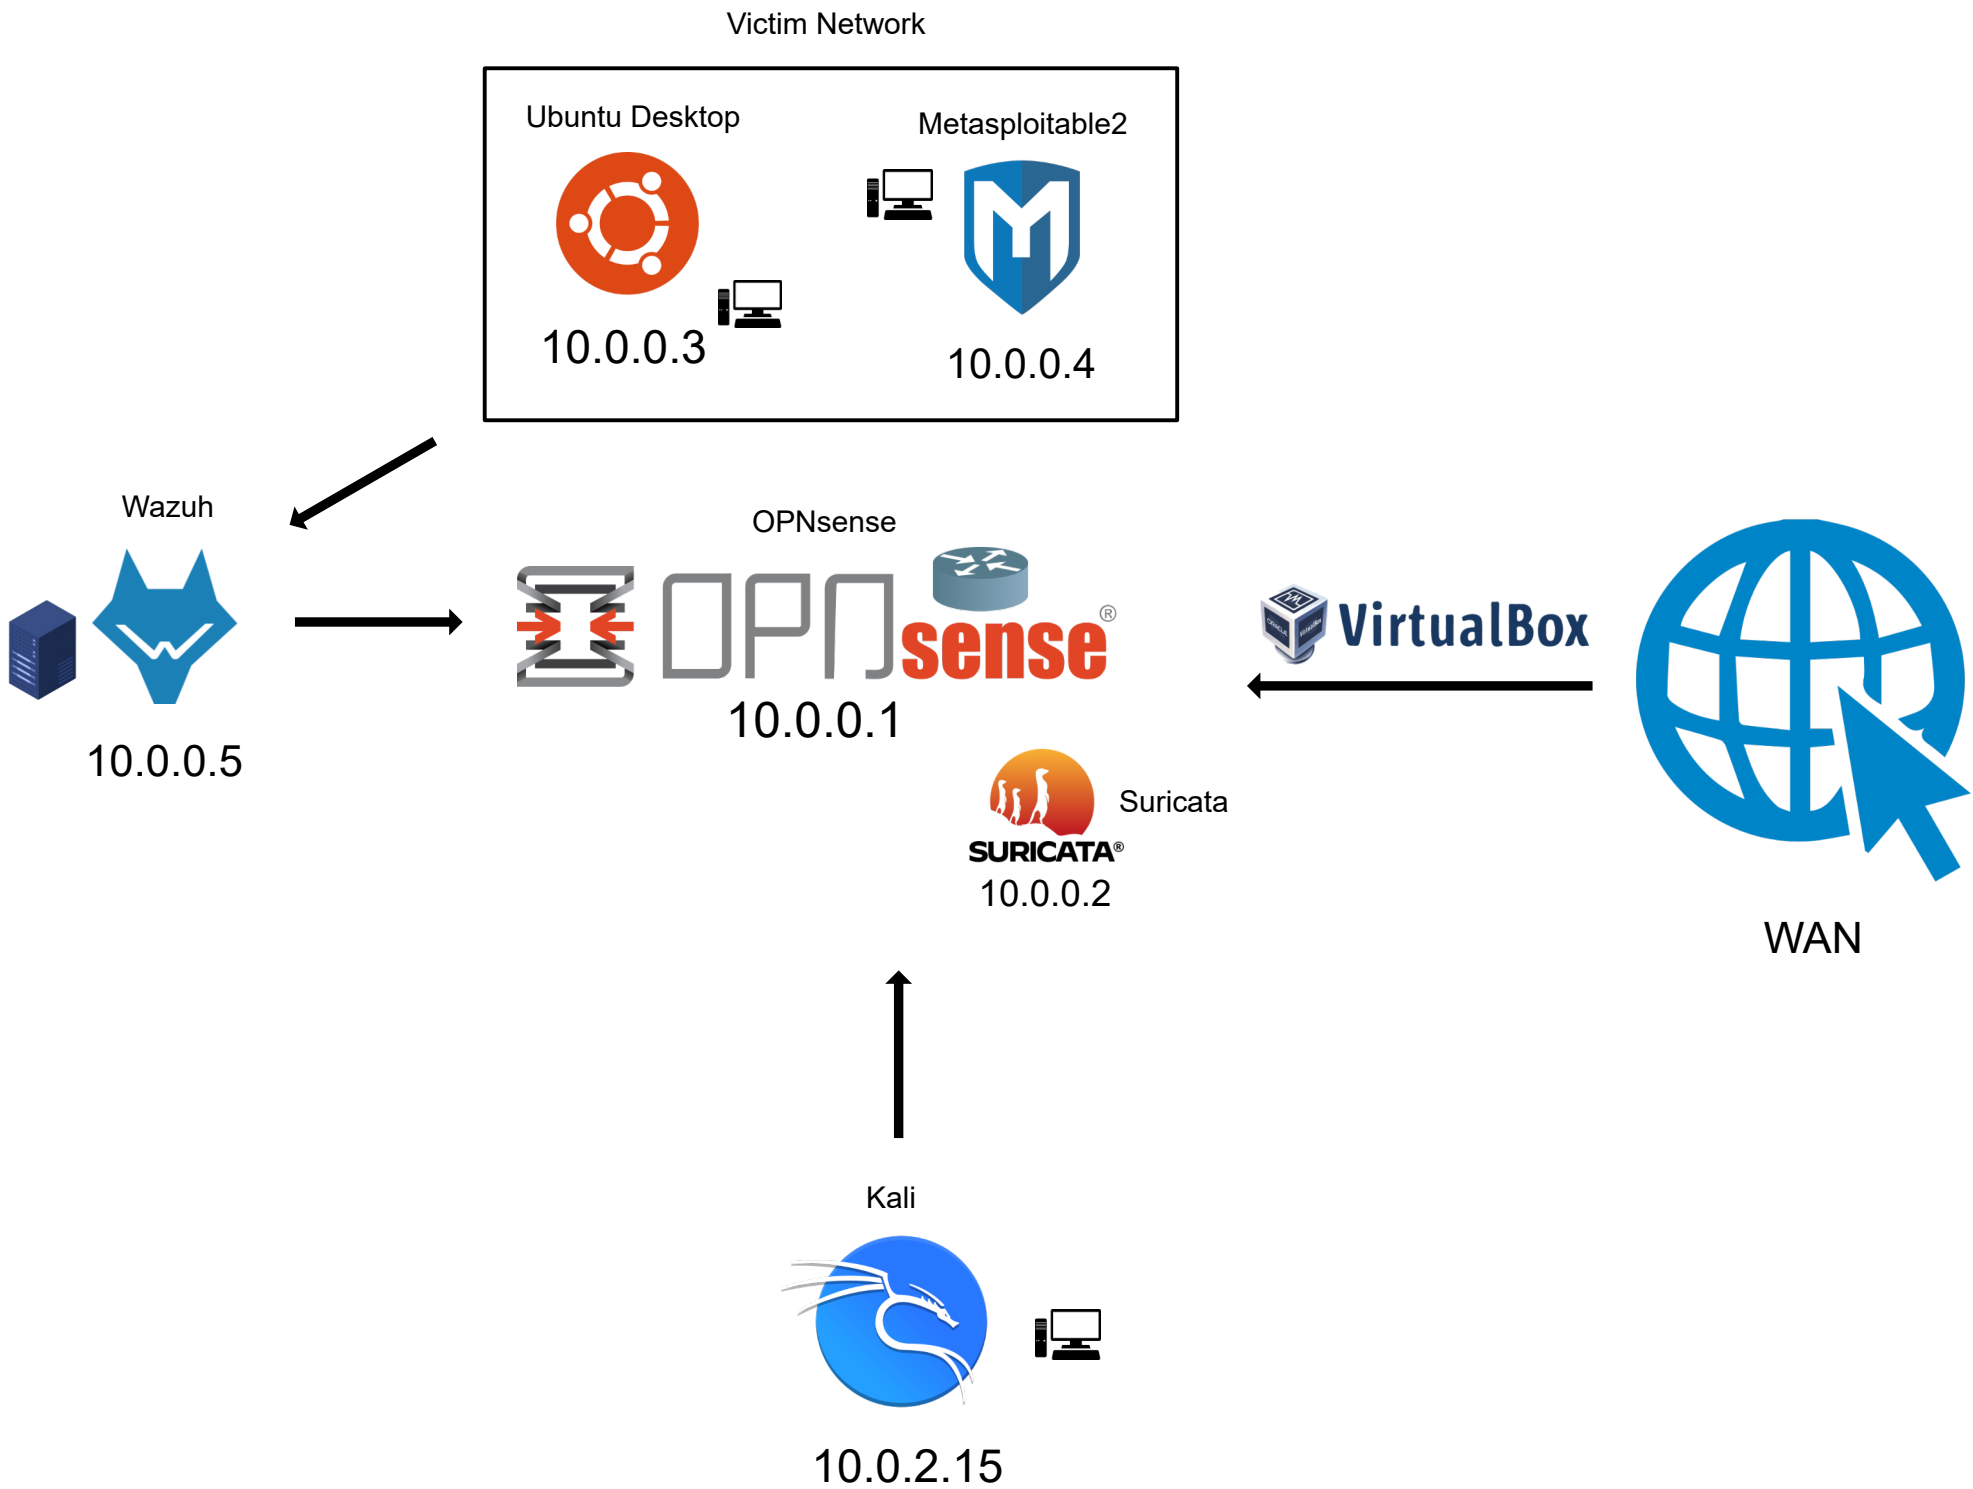 Victim Network
Ubuntu Desktop
Metasploitable2
10.0.0.3
10.0.0.4
Wazuh
10.0.0.5
OPNsense
OPNsense®
10.0.0.1
VirtualBox
Suricata
SURICATA®
10.0.0.2
WAN
Kali
10.0.2.15